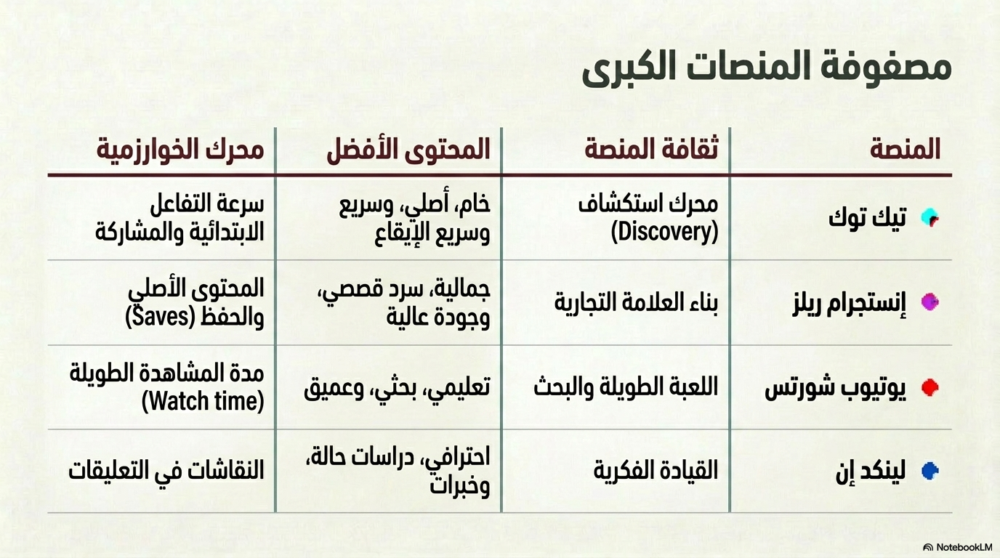 مصفوفة المنصات الكبرى
المنصة
ثقافة المنصة
المحتوى الأفضل
محرك الخوارزمية
تيك توك
محرك استكشاف
(Discovery)
خام، أصلي، وسريع
وسريع الإيقاع
سرعة التفاعل
الابتدائية والمشاركة
إنستجرام ريلز
بناء العلامة التجارية
جمالية، سرد قصصي،
وجودة عالية
المحتوى الأصلي
والحفظ (Saves)
يوتيوب شورتس
اللعبة الطويلة والبحث
تعليمي، بحثي، وعميق
مدة المشاهدة الطويلة
(Watch time)
لينكد إن
القيادة الفكرية
احترافي، دراسات حالة،
وخبرات
النقاشات في التعليقات
NotebookLM